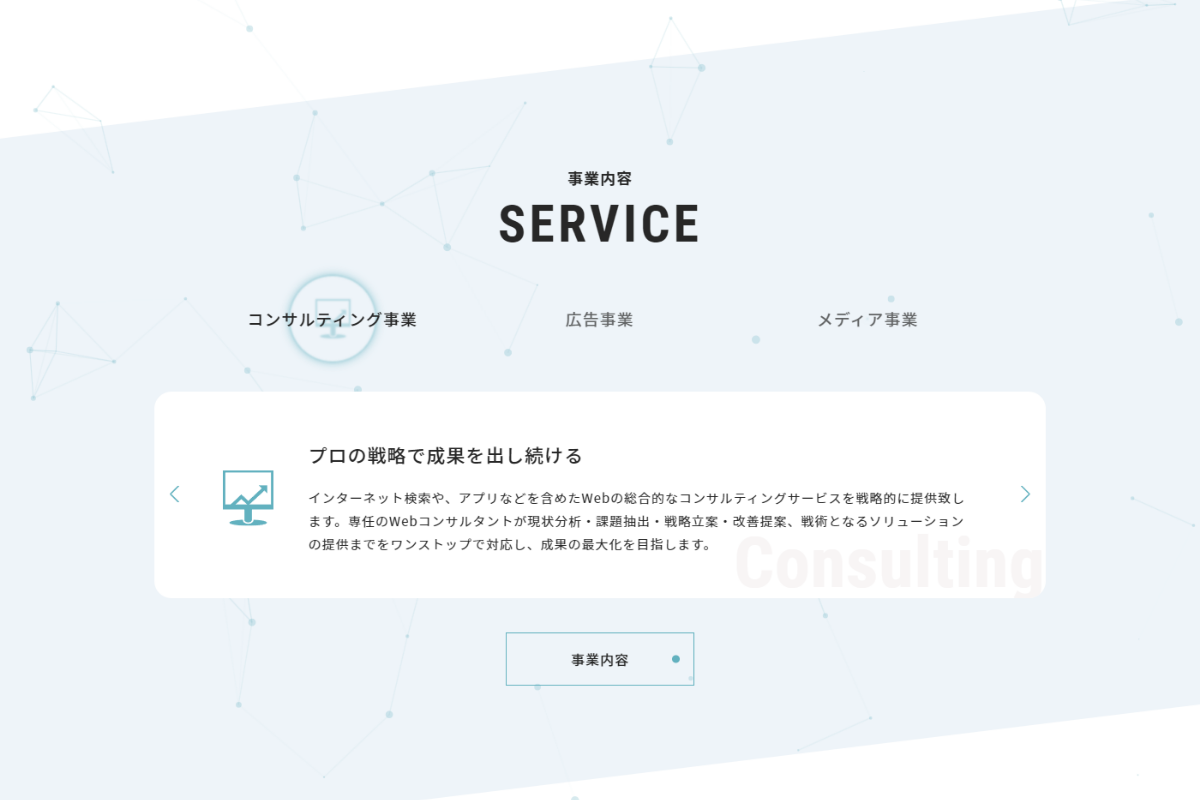 事業内容
SERVICE
コンサルティング事業
広告事業
メディア事業
プロの戦略で成果を出し続ける
インターネット検索や、アプリなどを含めたWebの総合的なコンサルティングサービスを戦略的に提供致し
ます。専任のWebコンサルタントが現状分析・課題抽出・戦略立案・改善提案、戦術となるソリューション
の提供までをワンストップで対応し、成果の最大化を目指します。
Consulting
事業内容